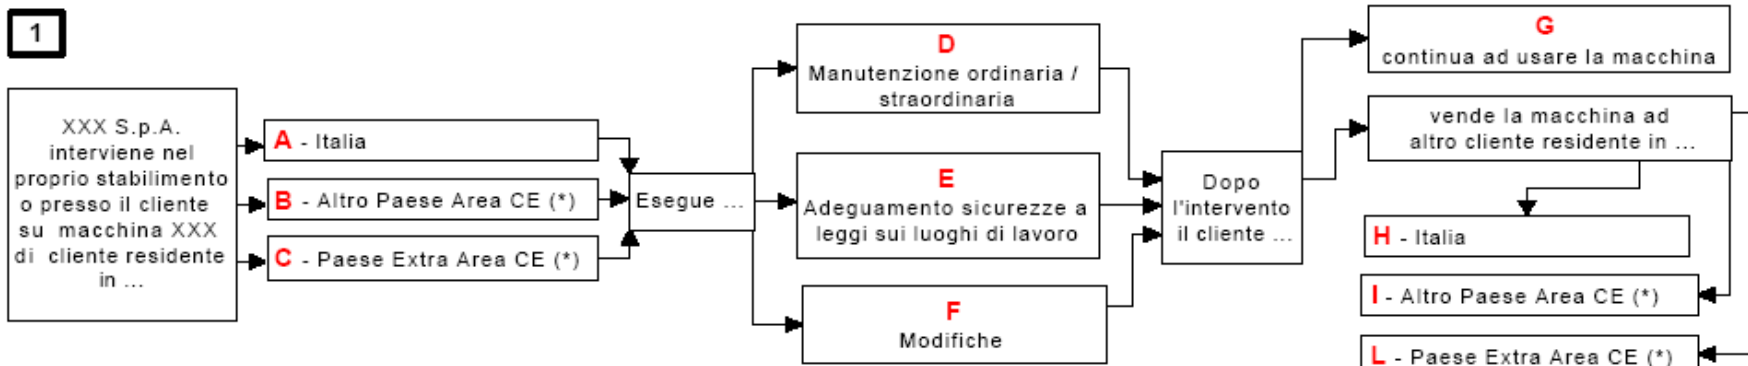 1
XXX S.p.A.
interviene nel
proprio stabilimento
o presso il cliente
su macchina XXX
di cliente residente
in ...
A - Italia
B - Altro Paese Area CE (*)
C - Paese Extra Area CE (*)
Esegue ...
D
Manutenzione ordinaria /
straordinaria
E
Adeguamento sicurezze a
leggi sui luoghi di lavoro
F
Modifiche
Dopo
l'intervento
il cliente ...
G
continua ad usare la macchina
vende la macchina ad
altro cliente residente in ...
H - Italia
I - Altro Paese Area CE (*)
L - Paese Extra Area CE (*)